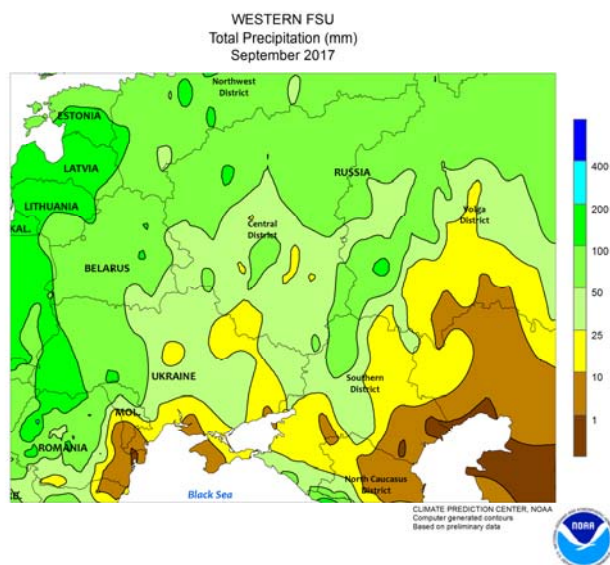 WESTERN FSU
Total Precipitation (mm)
September 2017
Northwest
District
ESTONIA
LATVIA
RUSSIA
LITHUANIA
Volga
District
KAL.
Central
District
BELARUS
UKRAINE
Southern
District
MOL.
ROMANIA
North Caucasus
District
Black Sea
400
200
100
50
25
10
1
CLIMATE PREDICTION CENTER, NOAA
Computer generated contours
Based on preliminary data
NOAA